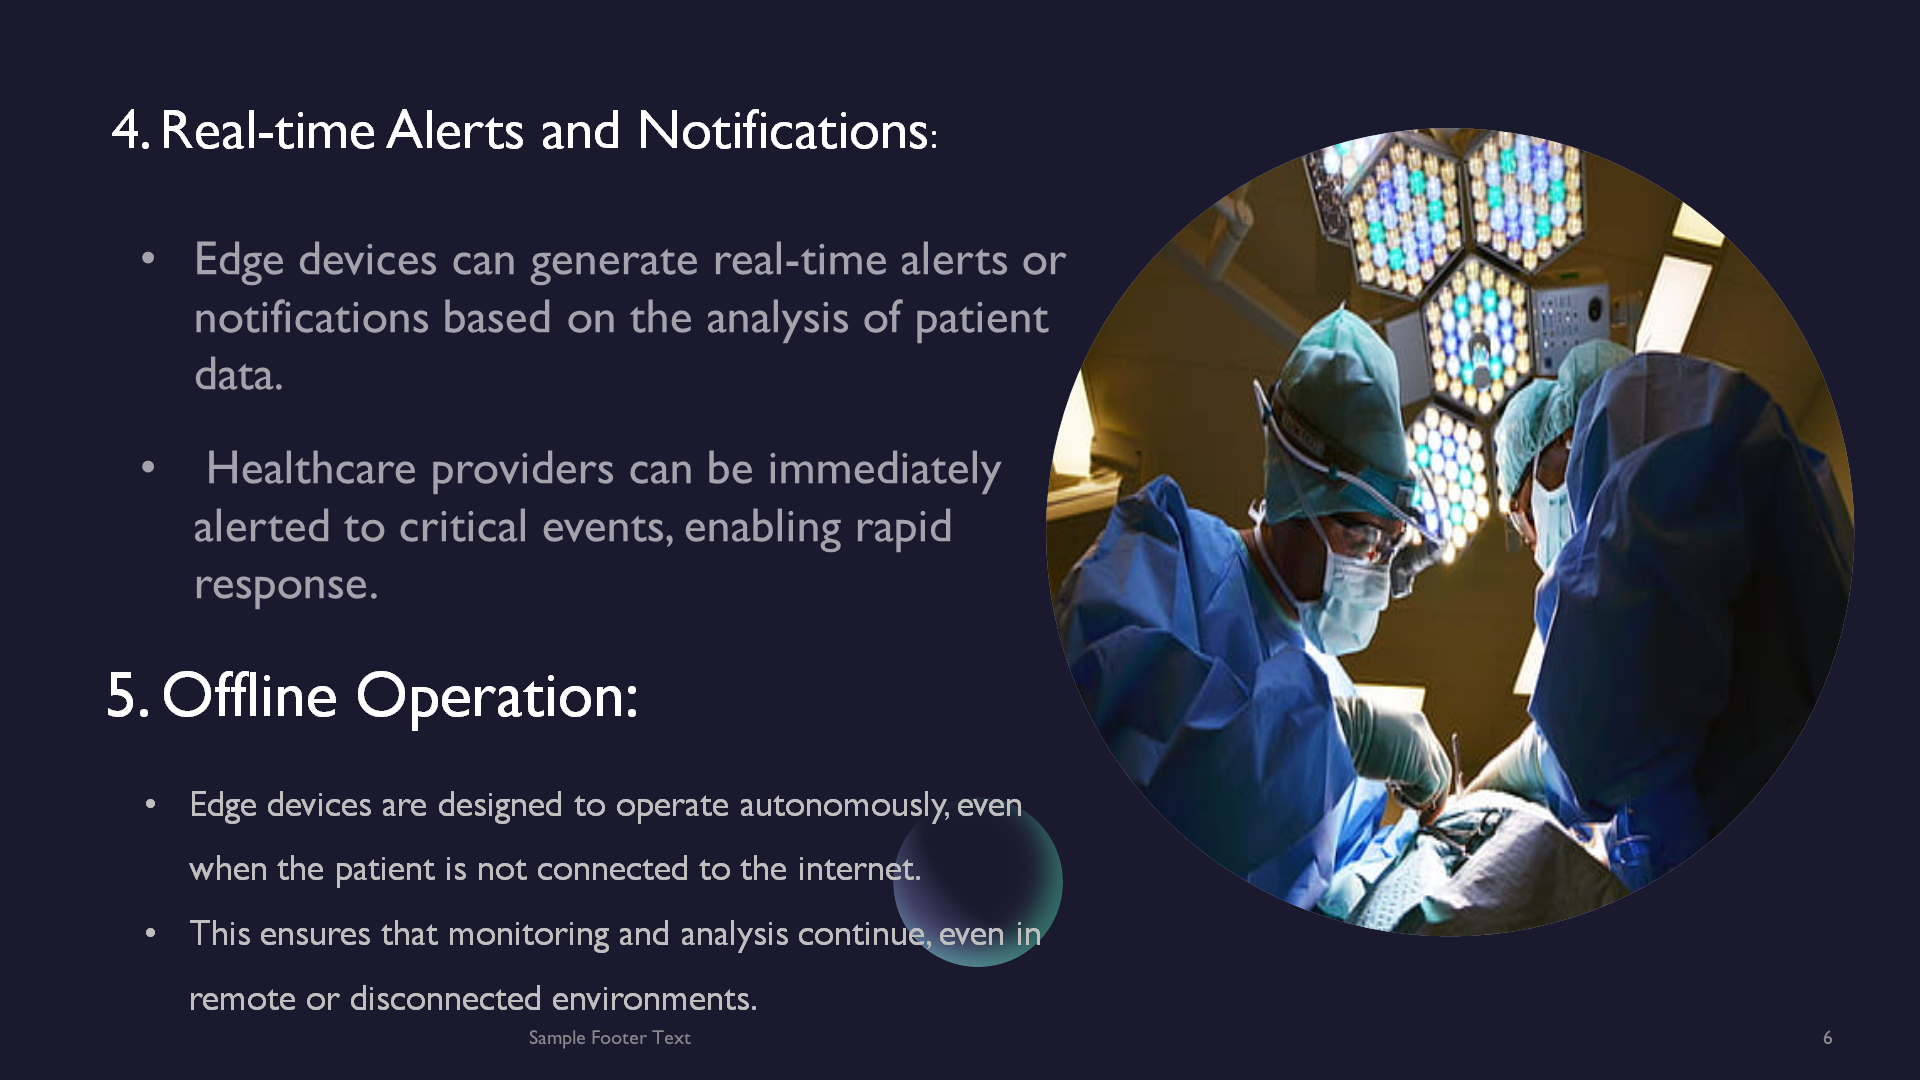 4. Real-time Alerts and Notifications:
• Edge devices can generate real-time alerts or
notifications based on the analysis of patient
data.
• Healthcare providers can be immediately
alerted to critical events, enabling rapid
response.
5. Offline Operation:
• Edge devices are designed to operate autonomously, even
when the patient is not connected to the internet.
• This ensures that monitoring and analysis continue, even in
remote or disconnected environments.
Sample Footer Text
6